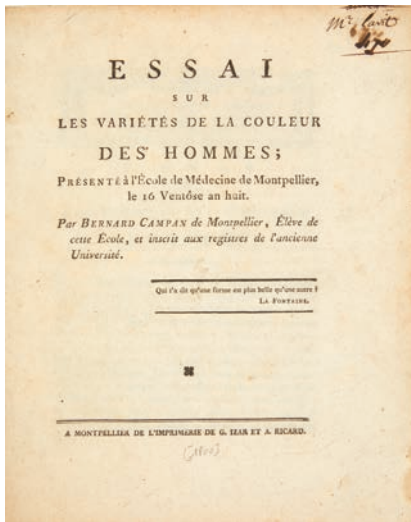 Mr.
ESSAI
SUR
LES VARIÉTÉS DE LA COULEUR
DES HOMMES;
PRÉSENTÉ à l'École de Médecine de Montpellier,
le 16 Ventôse an huit.
Par BERNARD CAMPAN de Montpellier, Élève de
cette École, et inscrit aux registres de l'ancienne
Université.
Qui t'a dit qu'une forme est plus belle qu'une autre ?
LA FONTAINE.
A MONTPELLIER DE L'IMPRIMERIE DE G. IZAR ET A. RICARD.
[1800]